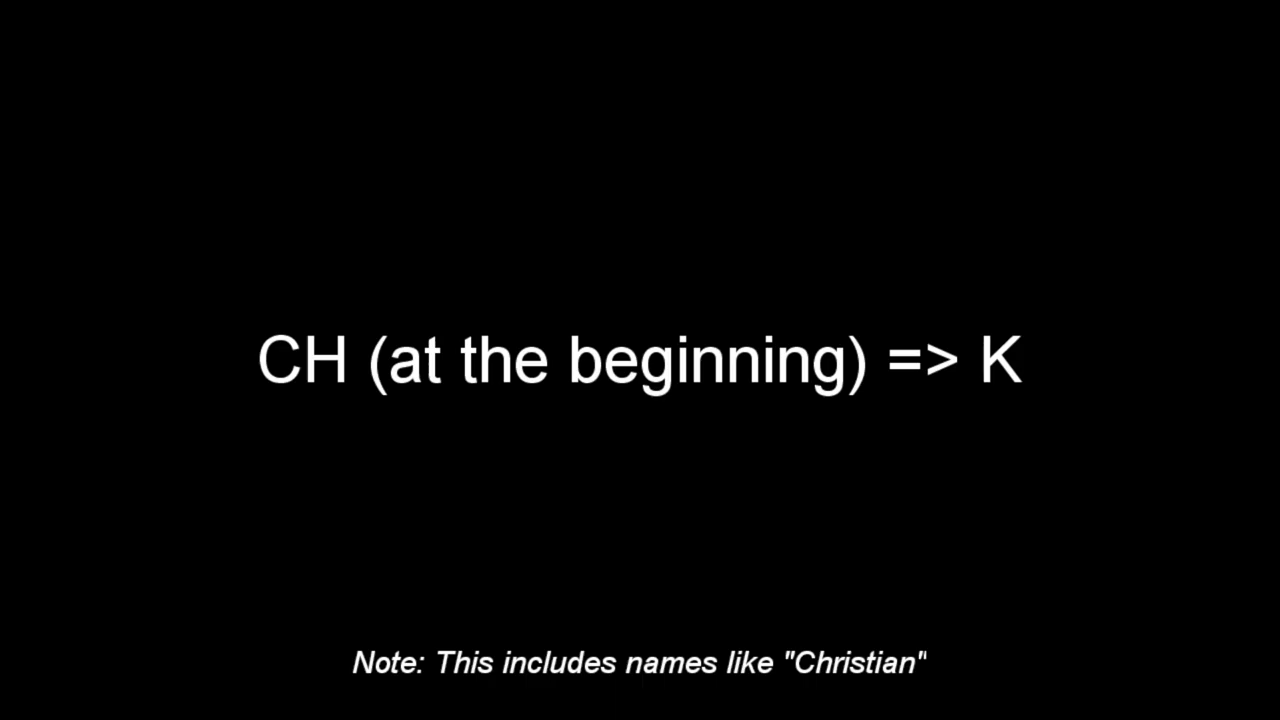 CH (at the beginning) => K
Note: This includes names like "Christian"